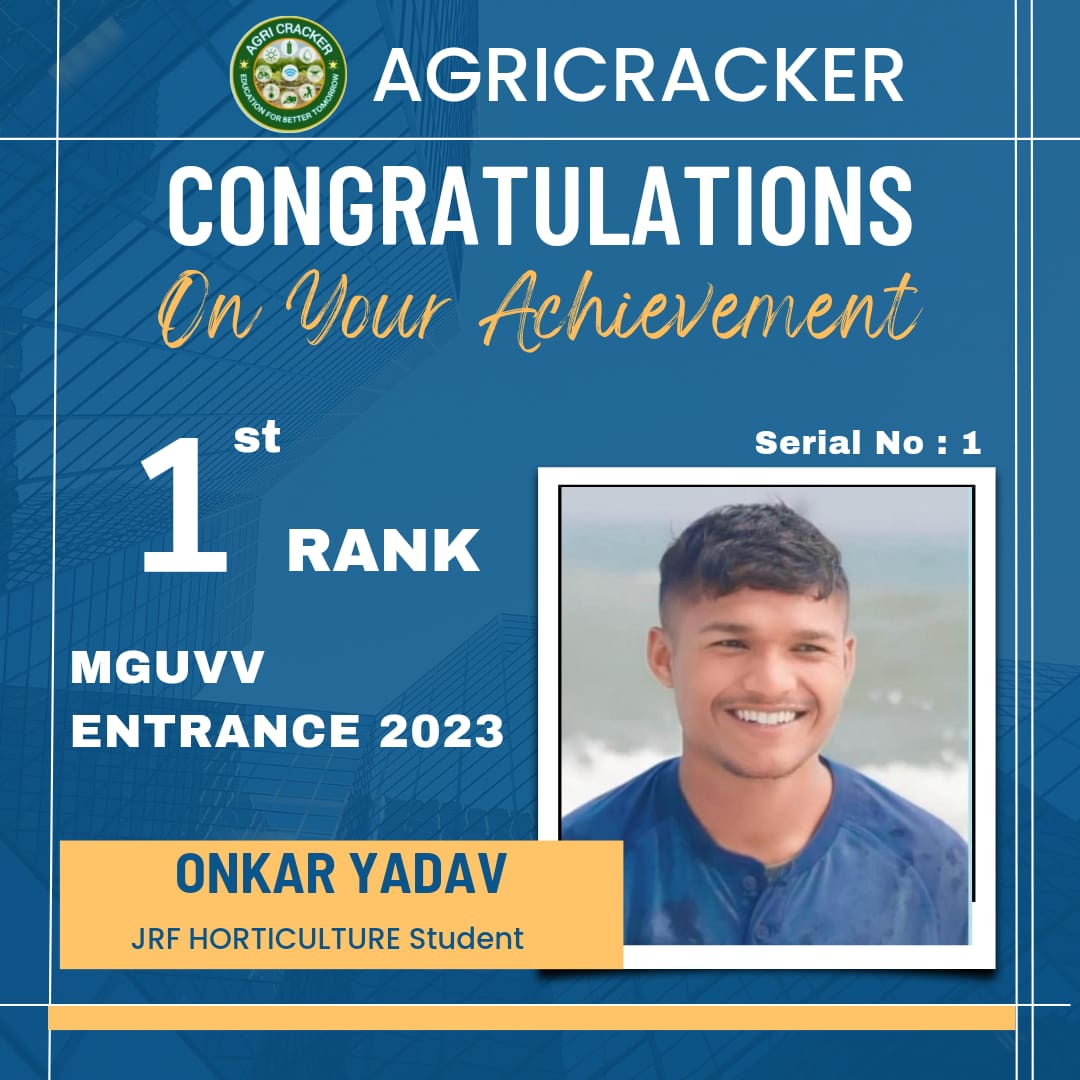 AGRI CRACKER
EDUCATION FOR BETTER TOMORROW
AGRICRACKER
CONGRATULATIONS
On Your Achievement
1st
RANK
Serial No : 1
MGUVV
ENTRANCE 2023
ONKAR YADAV
JRF HORTICULTURE Student